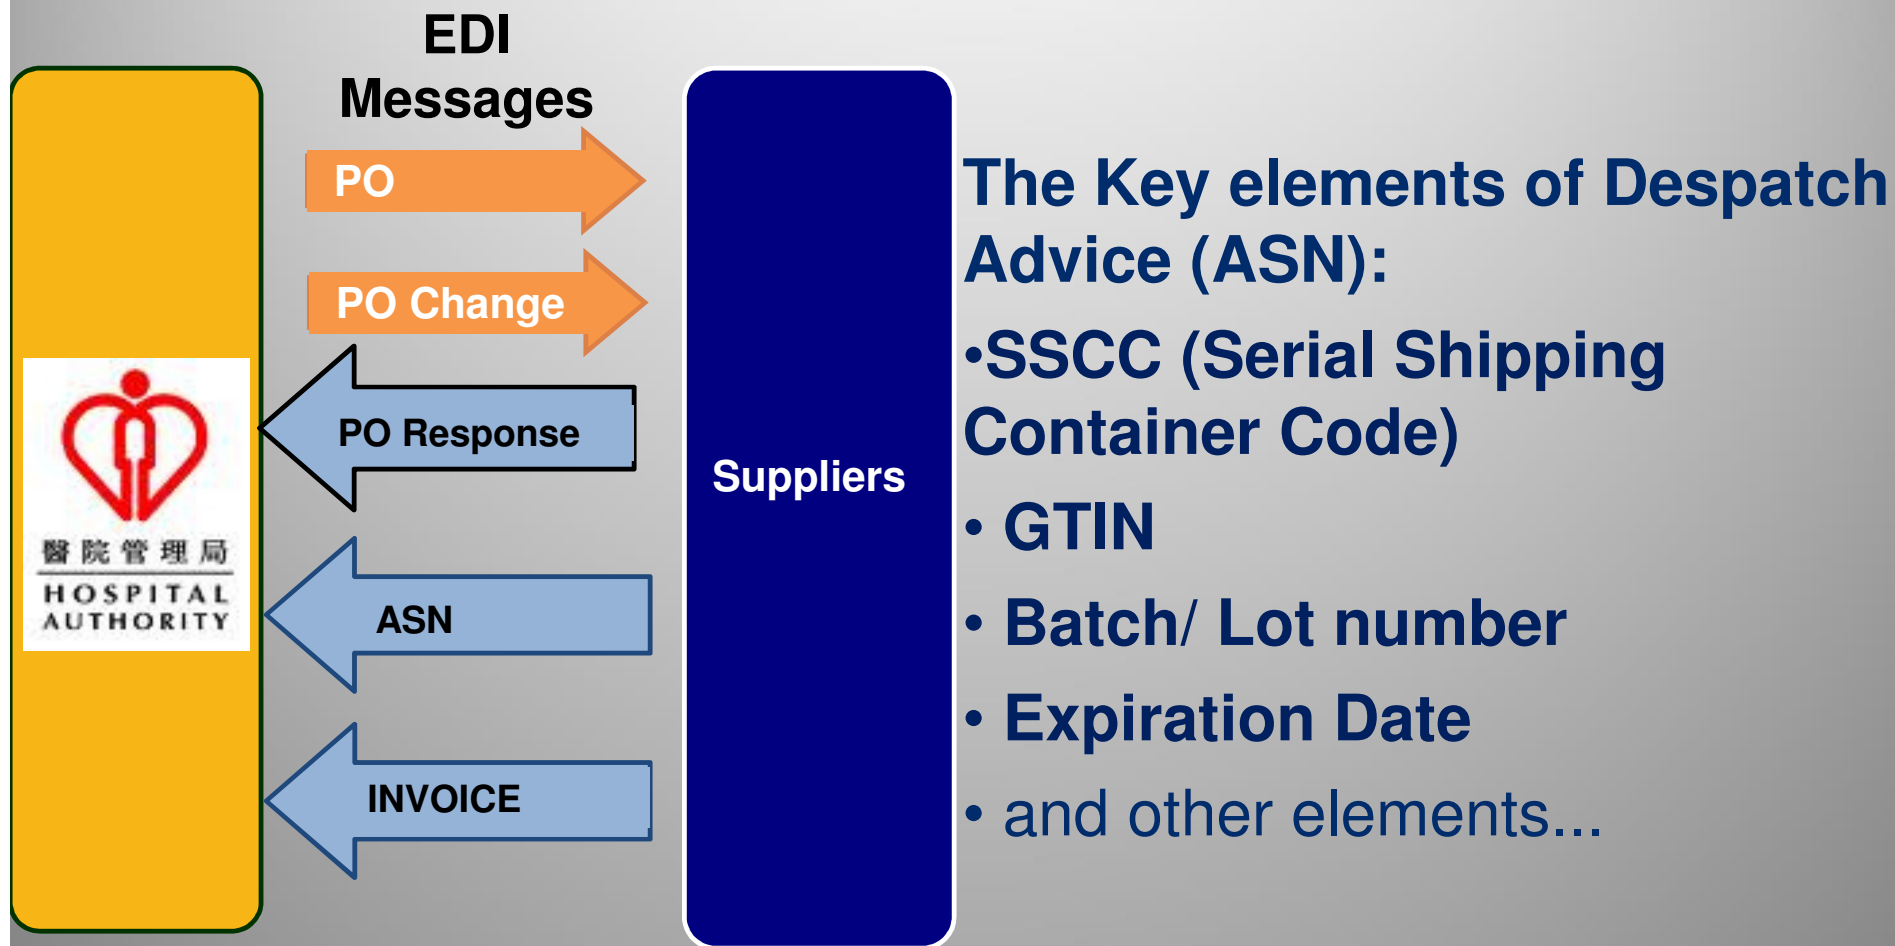 EDI
Messages
PO
PO Change
PO Response
ASN
INVOICE
醫院管理局
HOSPITAL
AUTHORITY
Suppliers
The Key elements of Despatch
Advice (ASN):
•SSCC (Serial Shipping
Container Code)
• GTIN
• Batch/ Lot number
• Expiration Date
• and other elements...